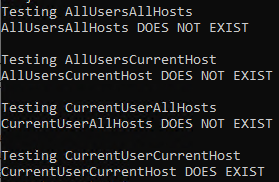 Testing AllUsersAllHosts
AllUsersAllHosts DOES NOT EXIST
Testing AllUsersCurrentHost
AllUsersCurrentHost DOES NOT EXIST
Testing CurrentUserAllHosts
CurrentUserAllHosts DOES NOT EXIST
Testing CurrentUserCurrentHost
CurrentUserCurrentHost DOES NOT EXIST